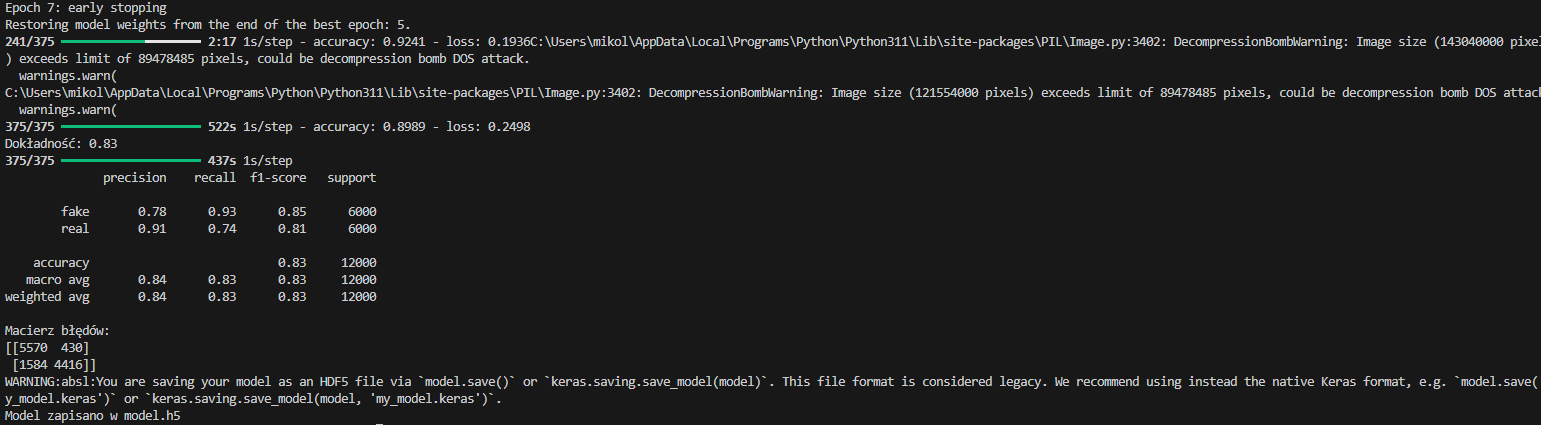 Epoch 7: early stopping
Restoring model weights from the end of the best epoch: 5.
241/375 2:17 1s/step - accuracy: 0.9241 - loss: 0.1936C:\Users\mikol\AppData\Local\Programs\Python\Python311\Lib\site-packages\PIL\Image.py:3402: DecompressionBombWarning: Image size (143040000 pixel
) exceeds limit of 89478485 pixels, could be decompression bomb DOS attack.
  warnings.warn(
C:\Users\mikol\AppData\Local\Programs\Python\Python311\Lib\site-packages\PIL\Image.py:3402: DecompressionBombWarning: Image size (121554000 pixels) exceeds limit of 89478485 pixels, could be decompression bomb DOS attack
  warnings.warn(
375/375 522s 1s/step - accuracy: 0.8989 - loss: 0.2498
Dokładność: 0.83
375/375 437s 1s/step
              precision    recall  f1-score   support
        fake       0.78      0.93      0.85      6000
        real       0.91      0.74      0.81      6000
    accuracy                           0.83     12000
   macro avg       0.84      0.83      0.83     12000
weighted avg       0.84      0.83      0.83     12000
Macierz błędów:
[[5570  430]
 [1584 4416]]
WARNING:absl:You are saving your model as an HDF5 file via `model.save()` or `keras.saving.save_model(model)`. This file format is considered legacy. We recommend using instead the native Keras format, e.g. `model.save(
y_model.keras')` or `keras.saving.save_model(model, 'my_model.keras')`.
Model zapisano w model.h5